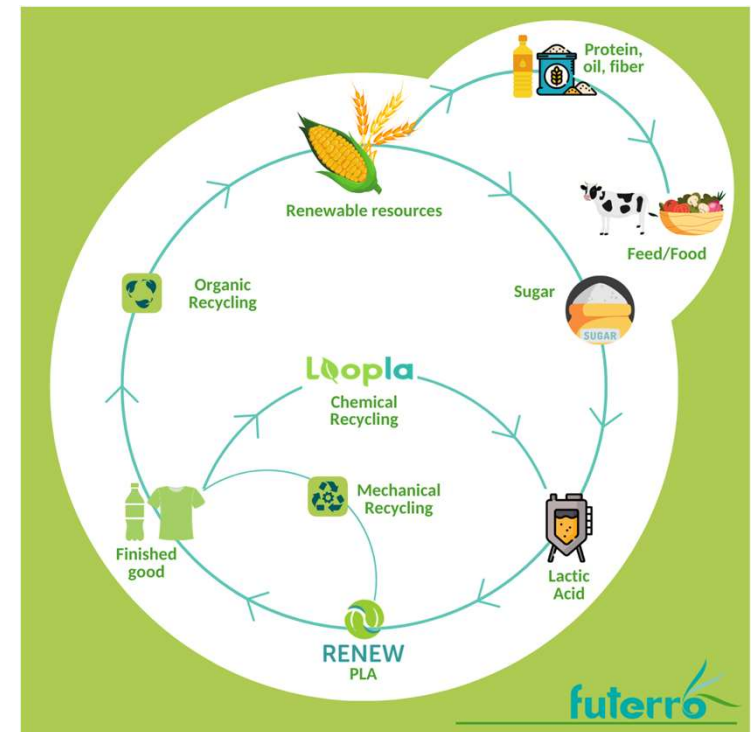 Protein,
oil, fiber
Renewable resources
Feed/Food
Organic
Recycling
Sugar
SUGAR
Loopla
Chemical
Recycling
Mechanical
Recycling
Finished
good
Lactic
Acid
RENEW
PLA
futerro